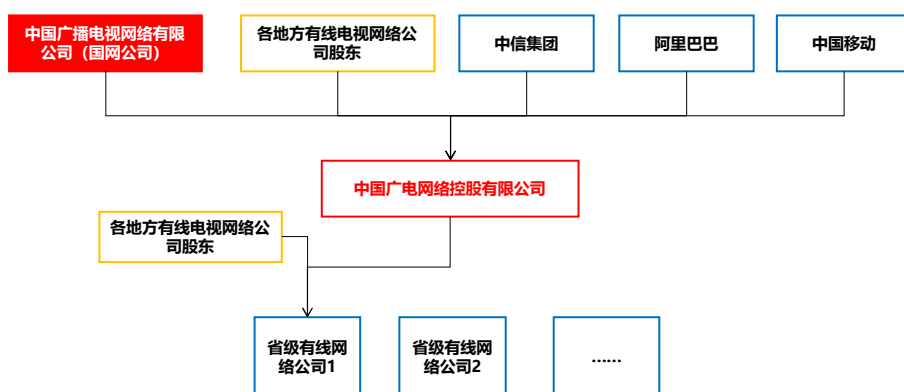 中国广播电视网络有限
公司（国网公司）
各地方有线电视网络公
司股东
中信集团
阿里巴巴
中国移动
中国广电网络控股有限公司
各地方有线电视网络公
司股东
省级有线网
络公司1
省级有线网
络公司2
……